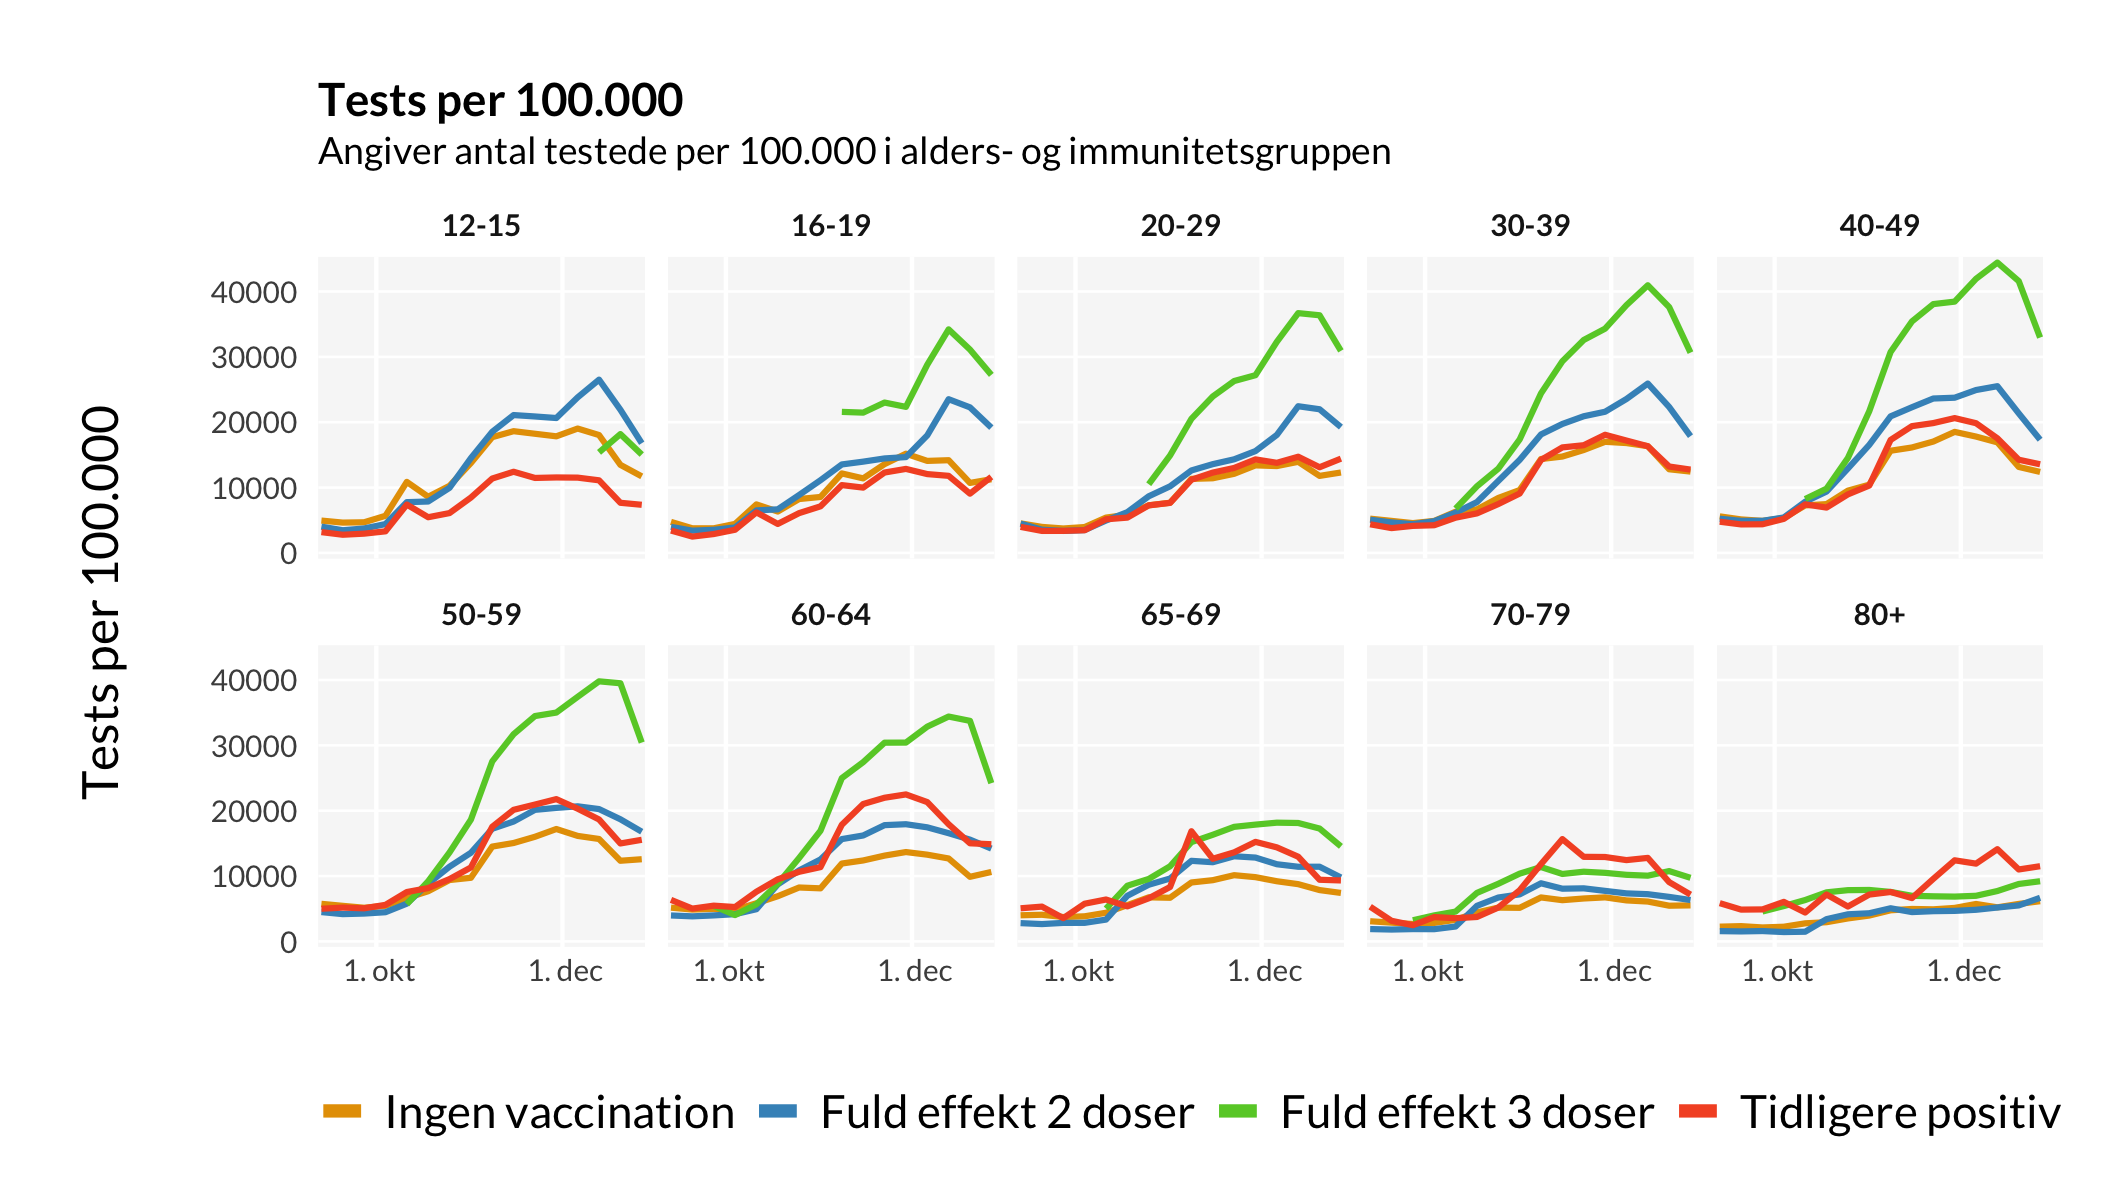 Tests per 100.000
Angiver antal testede per 100.000 i alders- og immunitetsgruppen
12-15 16-19 20-29 30-39 40-49
40000
30000
20000
10000
0
Tests per 100.000
50-59 60-64 65-69 70-79 80+
40000
30000
20000
10000
0
1. okt 1. dec 1. okt 1. dec 1. okt 1. dec 1. okt 1. dec 1. okt 1. dec
Ingen vaccination Fuld effekt 2 doser Fuld effekt 3 doser Tidligere positiv